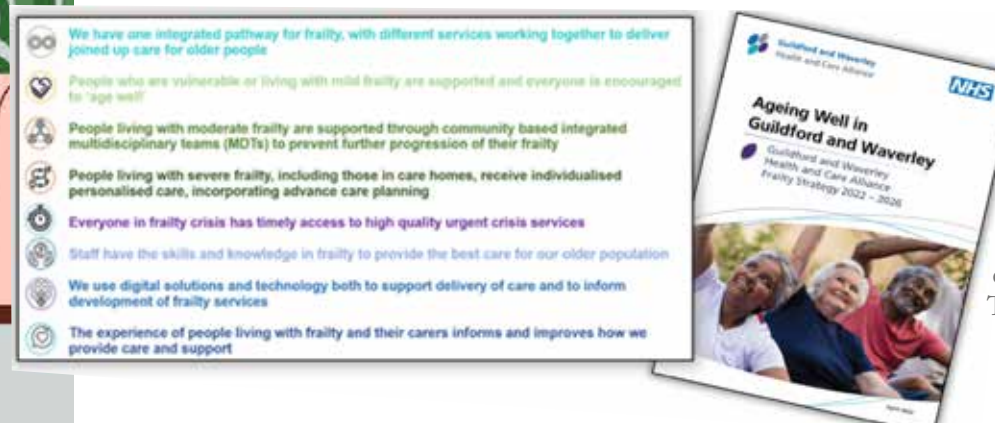 We have one integrated pathway for frailty, with different services working together to deliver
joined up care for older people
People who are vulnerable or living with mild frailty are supported and everyone is encouraged
to 'age well'
People living with moderate frailty are supported through community based integrated
multidisciplinary teams (MDTs) to prevent further progression of their frailty
People living with severe frailty, including those in care homes, receive individualised
personalised care, incorporating advance care planning
Everyone in frailty crisis has timely access to high quality urgent crisis services
Staff have the skills and knowledge in frailty to provide the best care for our older population
We use digital solutions and technology both to support delivery of care and to inform
development of frailty services
The experience of people living with frailty and their carers informs and improves how we
provide care and support
Guildford and Waverley
Health and Care Alliance
NHS
Ageing Well in
Guildford and Waverley
Guildford and Waverley
Health and Care Alliance
Frailty Strategy 2022 – 2026